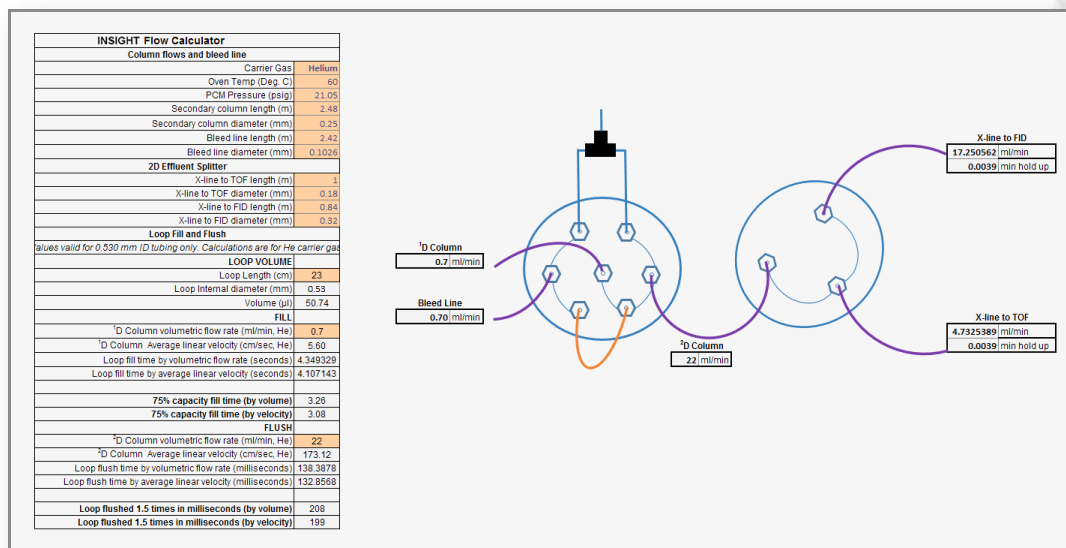 INSIGHT Flow Calculator
Column flows and bleed line
Carrier Gas Helium
Oven Temp (Deg. C) 60
PCM Pressure (psig) 21.05
Secondary column length (m) 2.48
Secondary column diameter (mm) 0.25
Bleed line length (m) 2.42
Bleed line diameter (mm) 0.1026
2D Effluent Splitter
X-line to TOF length (m) 1
X-line to TOF diameter (mm) 0.18
X-line to FID length (m) 0.84
X-line to FID diameter (mm) 0.32
Loop Fill and Flush
alues valid for 0.530 mm ID tubing only. Calculations are for He carrier gas
LOOP VOLUME
Loop Length (cm) 23
Loop Internal diameter (mm) 0.53
Volume (µl) 50.74
FILL
¹D Column volumetric flow rate (ml/min, He) 0.7
¹D Column Average linear velocity (cm/sec, He) 5.60
Loop fill time by volumetric flow rate (seconds) 4.349329
Loop fill time by average linear velocity (seconds) 4.107143
75% capacity fill time (by volume) 3.26
75% capacity fill time (by velocity) 3.08
FLUSH
²D Column volumetric flow rate (ml/min, He) 22
²D Column Average linear velocity (cm/sec, He) 173.12
Loop flush time by volumetric flow rate (milliseconds) 138.3878
Loop flush time by average linear velocity (milliseconds) 132.8568
Loop flushed 1.5 times in milliseconds (by volume) 208
Loop flushed 1.5 times in milliseconds (by velocity) 199
¹D Column
0.7 ml/min
Bleed Line
0.70 ml/min
²D Column
22 ml/min
X-line to FID
17.250562 ml/min
0.0039 min hold up
X-line to TOF
4.7325389 ml/min
0.0039 min hold up